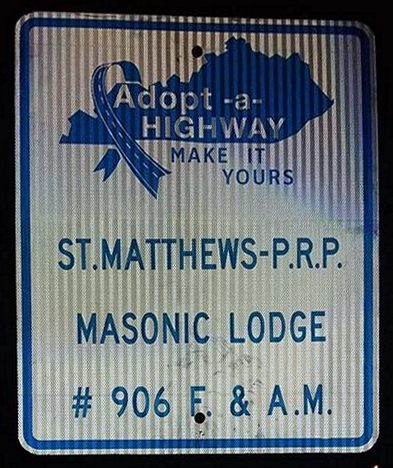 Adopt -a-
HIGHWAY
MAKE IT
YOURS
ST.MATTHEWS-P.R.P.
MASONIC LODGE
# 906 F. & A.M.